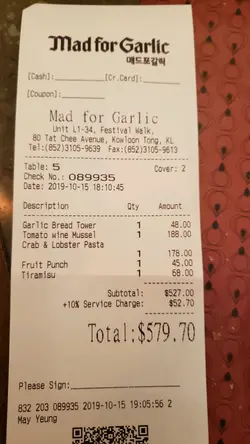 Mad for Garlic
매드포갈릭
[Cash]:__________ [Cr.Card]:__________
[Coupon]:__________
Mad for Garlic
Unit L1-34, Festival Walk,
80 Tat Chee Avenue, Kowloon Tong, KL
Tel:(852)3105-9639 Fax:(852)3105-9613
Table: 5 Cover: 2
Check No.: 089935
Date: 2019-10-15 18:10:45
Description Qty Amount
Garlic Bread Tower 1 48.00
Tomato wine Mussel 1 188.00
Crab & Lobster Pasta
1 178.00
Fruit Punch 1 45.00
Tiramisu 1 68.00
Subtotal: $527.00
+10% Service Charge: $52.70
Total:$579.70
Please Sign:__________
832 203 089935 2019-10-15 19:05:56 2
May Yeung